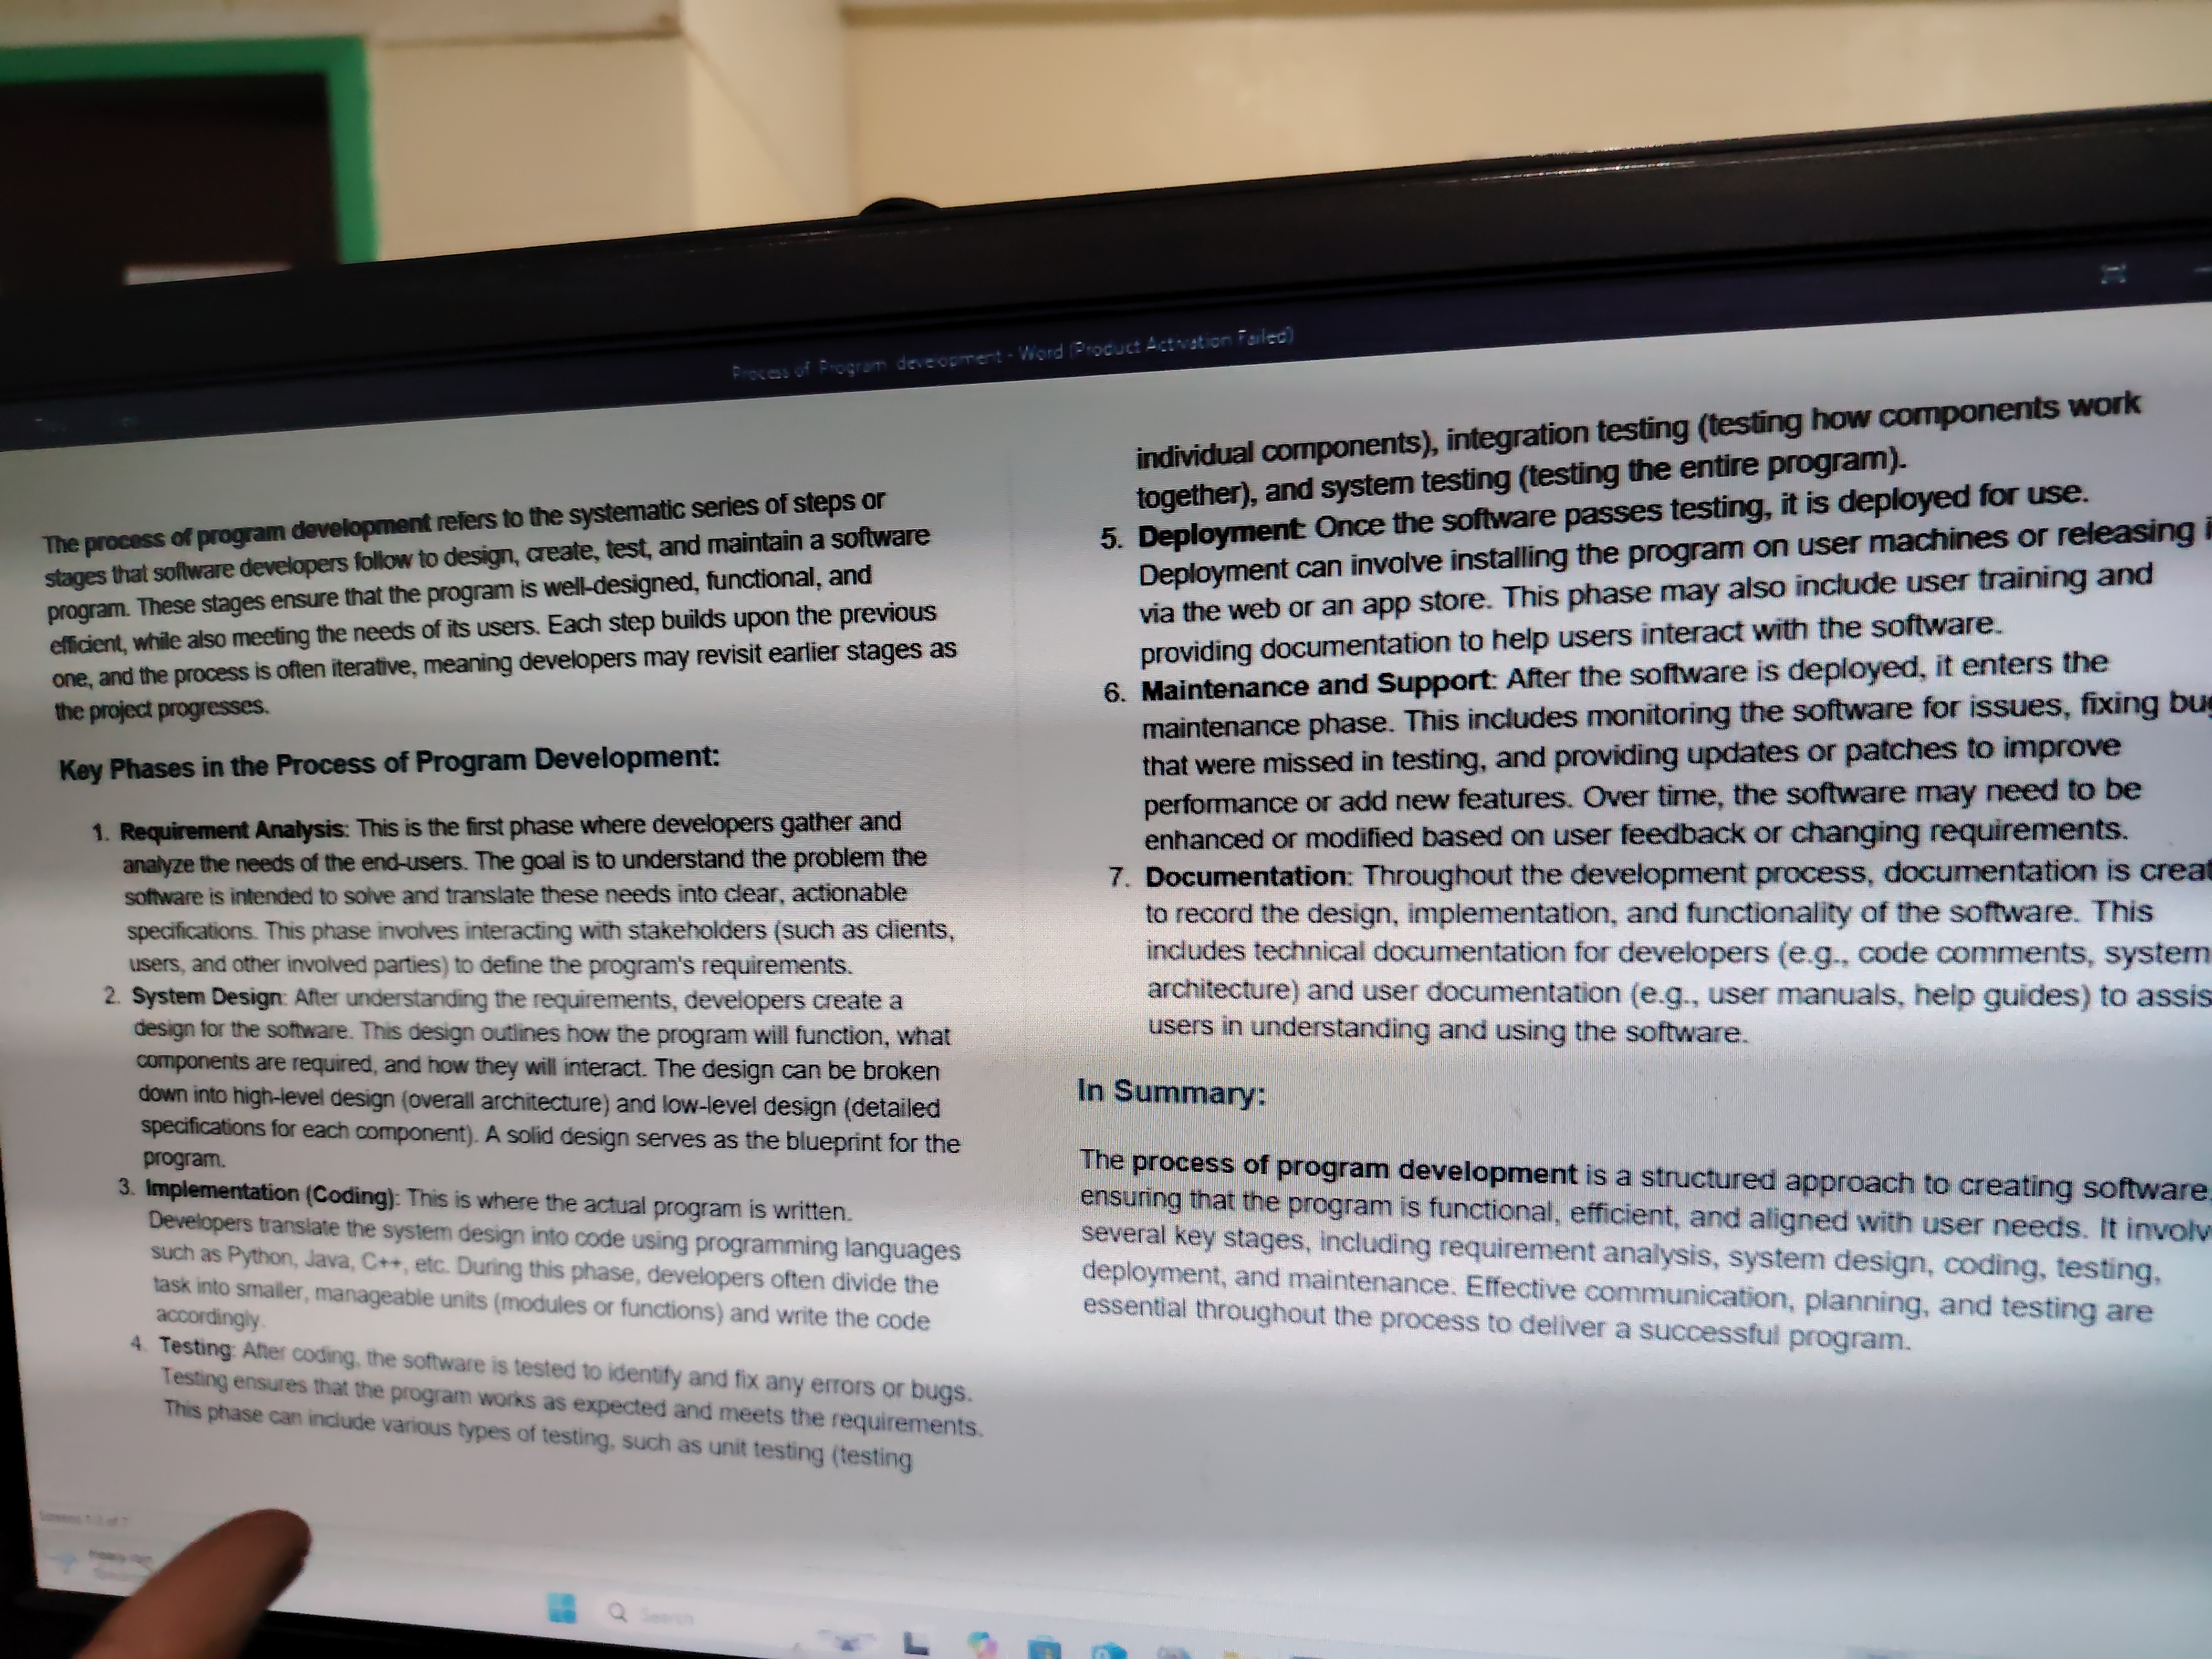 Process of Program development - Word (Product Activation Failed)
The process of program development refers to the systematic series of steps or
stages that software developers follow to design, create, test, and maintain a software
program. These stages ensure that the program is well-designed, functional, and
efficient, while also meeting the needs of its users. Each step builds upon the previous
one, and the process is often iterative, meaning developers may revisit earlier stages as
the project progresses.
Key Phases in the Process of Program Development:
1. Requirement Analysis: This is the first phase where developers gather and
analyze the needs of the end-users. The goal is to understand the problem the
software is intended to solve and translate these needs into clear, actionable
specifications. This phase involves interacting with stakeholders (such as clients,
users, and other involved parties) to define the program's requirements.
2. System Design: After understanding the requirements, developers create a
design for the software. This design outlines how the program will function, what
components are required, and how they will interact. The design can be broken
down into high-level design (overall architecture) and low-level design (detailed
specifications for each component). A solid design serves as the blueprint for the
program.
3. Implementation (Coding): This is where the actual program is written.
Developers translate the system design into code using programming languages
such as Python, Java, C++, etc. During this phase, developers often divide the
task into smaller, manageable units (modules or functions) and write the code
accordingly.
4. Testing: After coding, the software is tested to identify and fix any errors or bugs.
Testing ensures that the program works as expected and meets the requirements.
This phase can include various types of testing, such as unit testing (testing
individual components), integration testing (testing how components work
together), and system testing (testing the entire program).
5. Deployment: Once the software passes testing, it is deployed for use.
Deployment can involve installing the program on user machines or releasing i
via the web or an app store. This phase may also include user training and
providing documentation to help users interact with the software.
6. Maintenance and Support: After the software is deployed, it enters the
maintenance phase. This includes monitoring the software for issues, fixing bug
that were missed in testing, and providing updates or patches to improve
performance or add new features. Over time, the software may need to be
enhanced or modified based on user feedback or changing requirements.
7. Documentation: Throughout the development process, documentation is creat
to record the design, implementation, and functionality of the software. This
includes technical documentation for developers (e.g., code comments, system
architecture) and user documentation (e.g., user manuals, help guides) to assis
users in understanding and using the software.
In Summary:
The process of program development is a structured approach to creating software,
ensuring that the program is functional, efficient, and aligned with user needs. It involv
several key stages, including requirement analysis, system design, coding, testing,
deployment, and maintenance. Effective communication, planning, and testing are
essential throughout the process to deliver a successful program.
Search